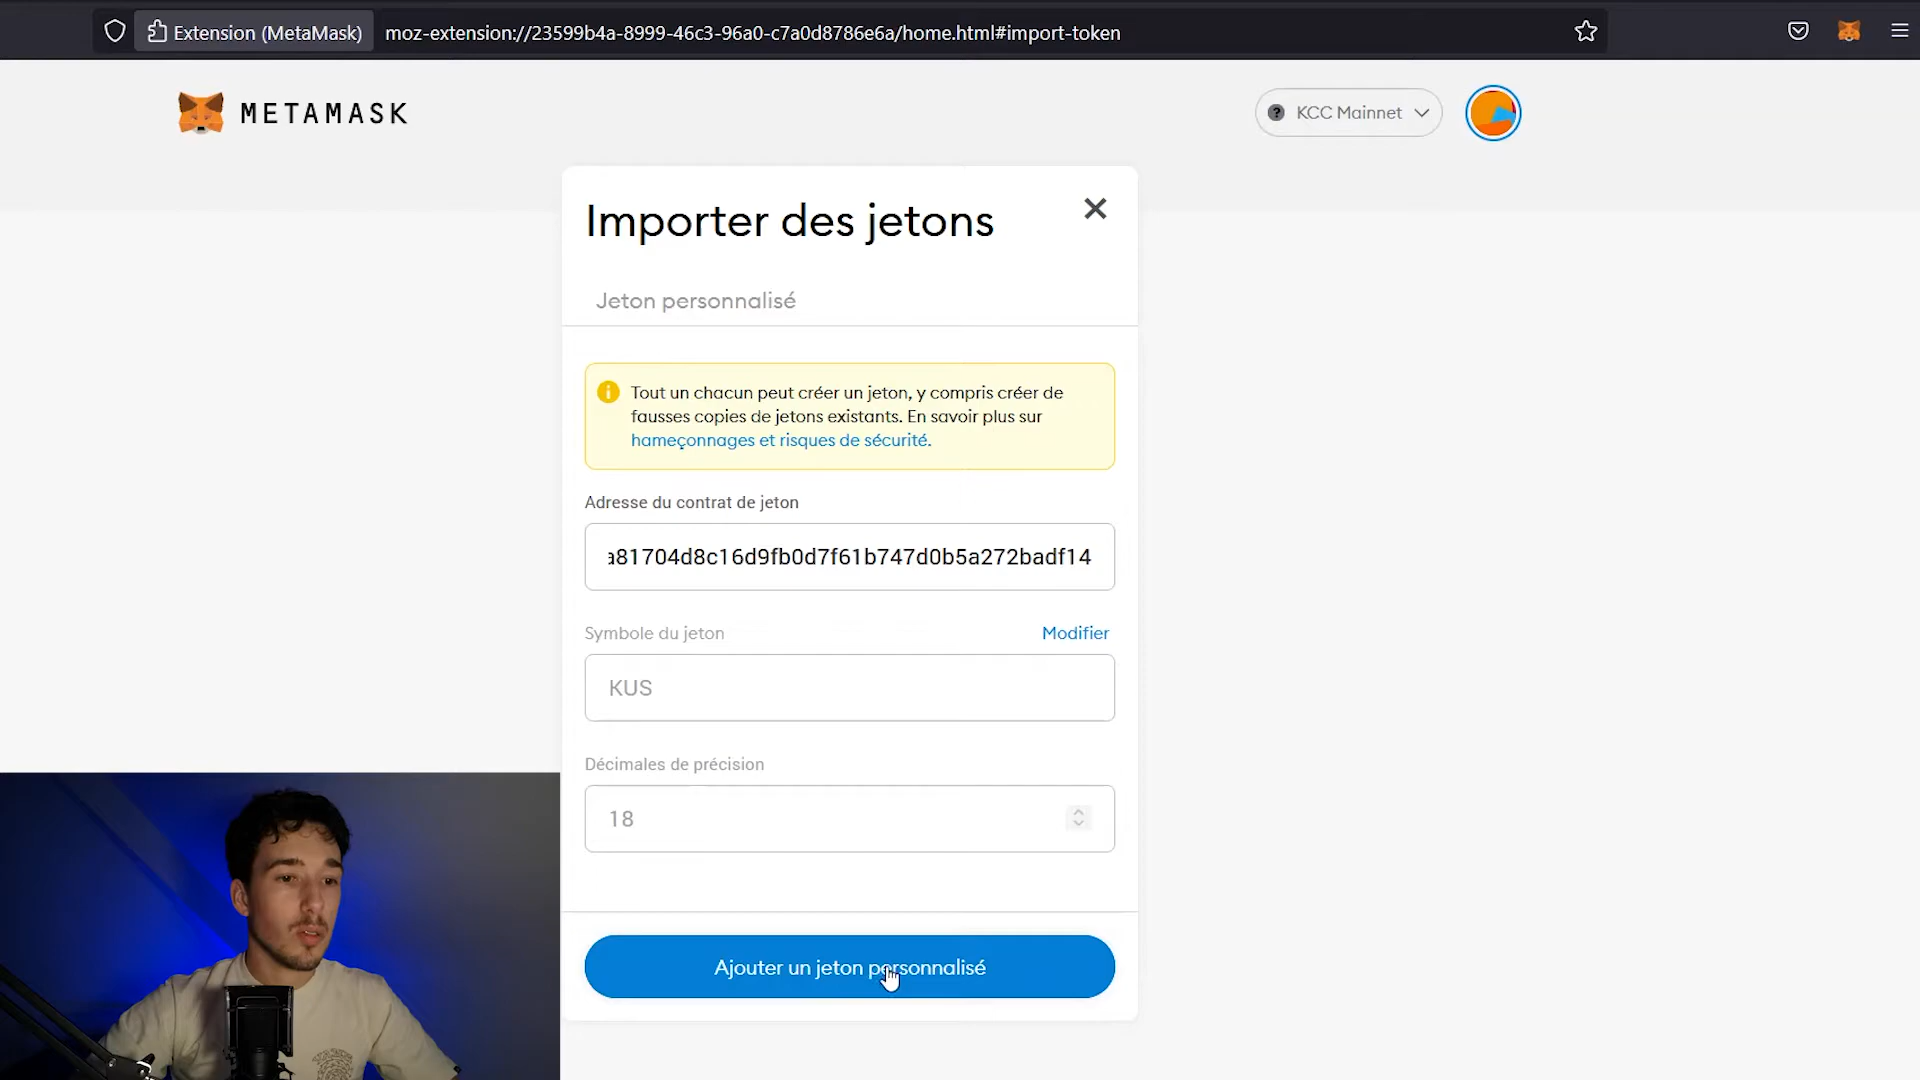 Extension (MetaMask) moz-extension://23599b4a-8999-46c3-96a0-c7a0d8786e6a/home.html#import-token
METAMASK
KCC Mainnet
Importer des jetons
Jeton personnalisé
Tout un chacun peut créer un jeton, y compris créer de
fausses copies de jetons existants. En savoir plus sur
hameçonnages et risques de sécurité.
Adresse du contrat de jeton
a81704d8c16d9fb0d7f61b747d0b5a272badf14
Symbole du jeton
Modifier
KUS
Décimales de précision
18
Ajouter un jeton personnalisé